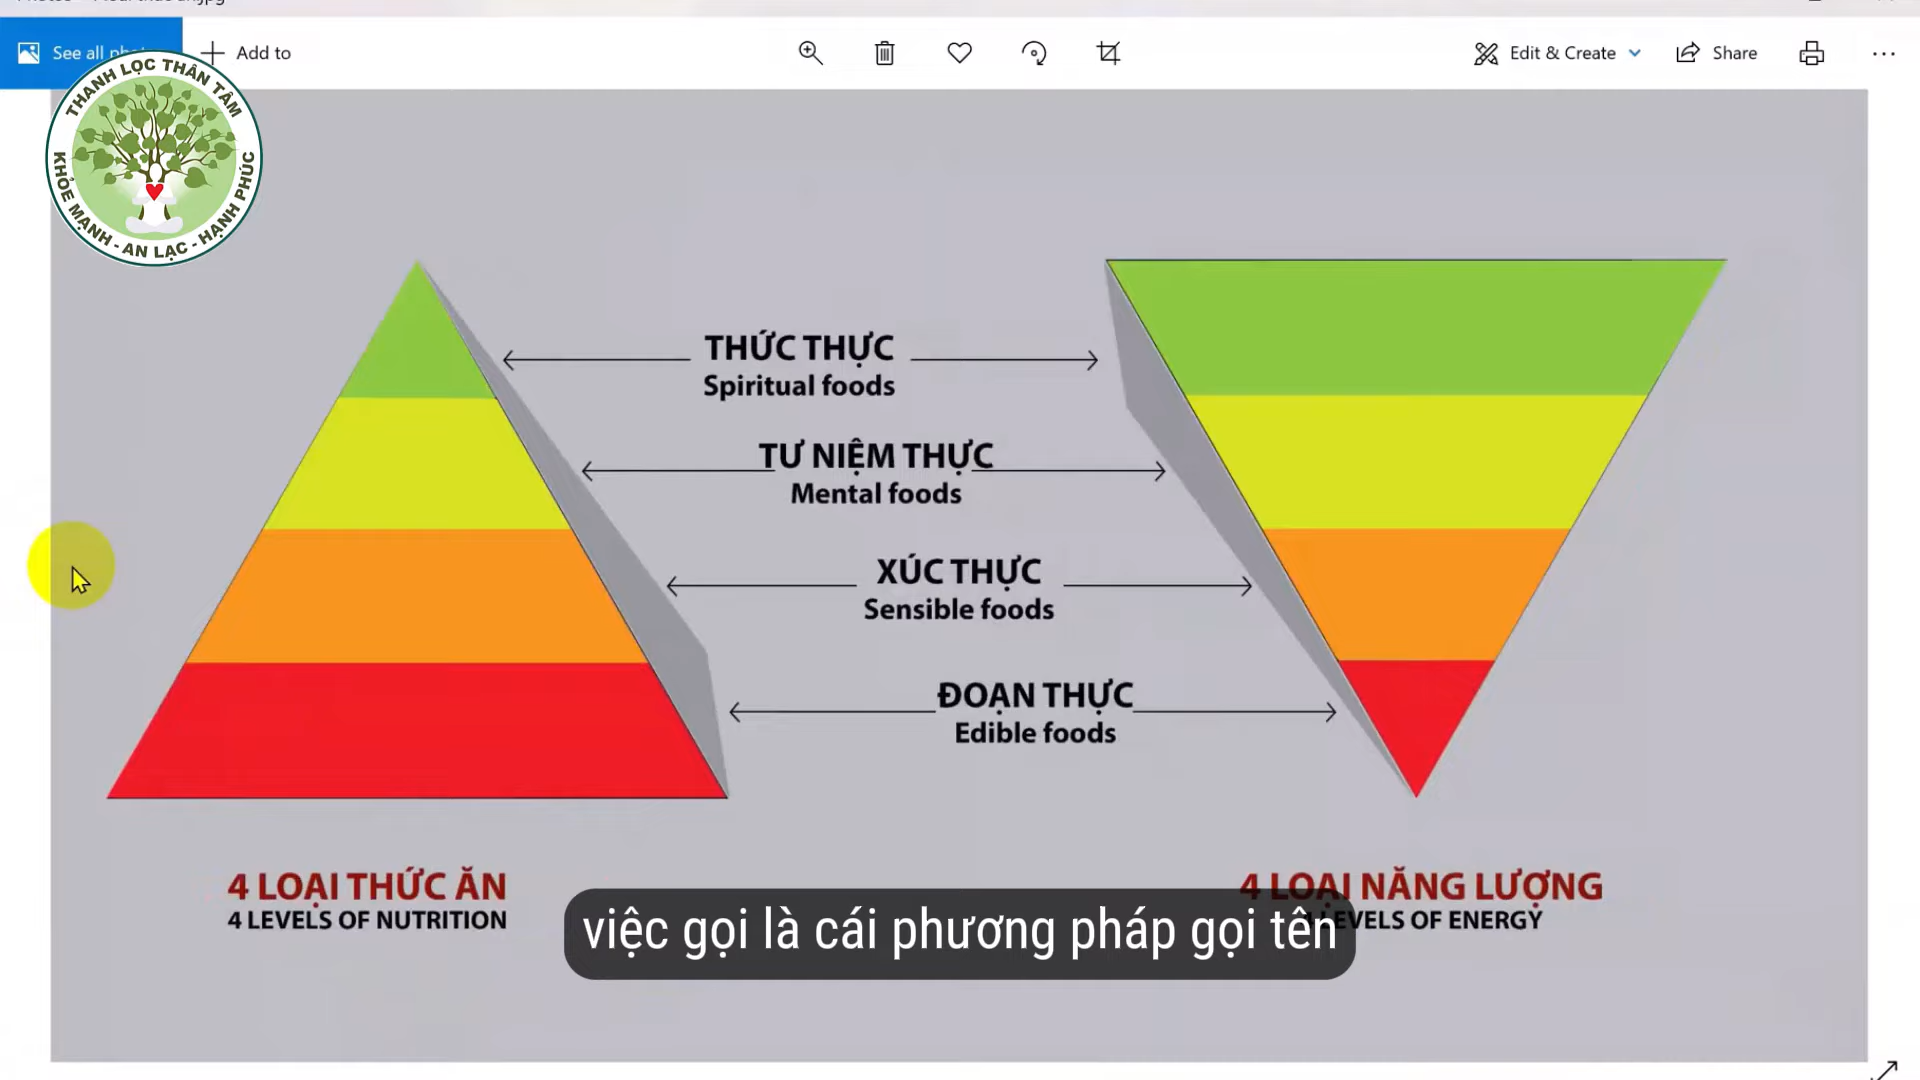 See all
Add to
Edit & Create
Share
THANH LỌC THÂN TÂM
KHỎE MẠNH - AN LẠC - HẠNH PHÚC
THỨC THỰC
Spiritual foods
TƯ NIỆM THỰC
Mental foods
XÚC THỰC
Sensible foods
ĐOẠN THỰC
Edible foods
4 LOẠI THỨC ĂN
4 LEVELS OF NUTRITION
4 LOẠI NĂNG LƯỢNG
LEVELS OF ENERGY
việc gọi là cái phương pháp gọi tên